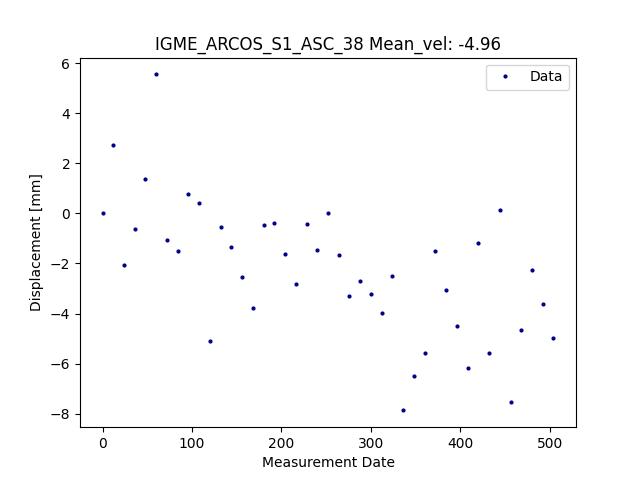 IGME_ARCOS_S1_ASC_38 Mean_vel: -4.96
Data
6
4
2
0
−2
−4
−6
−8
Displacement [mm]
0 100 200 300 400 500
Measurement Date